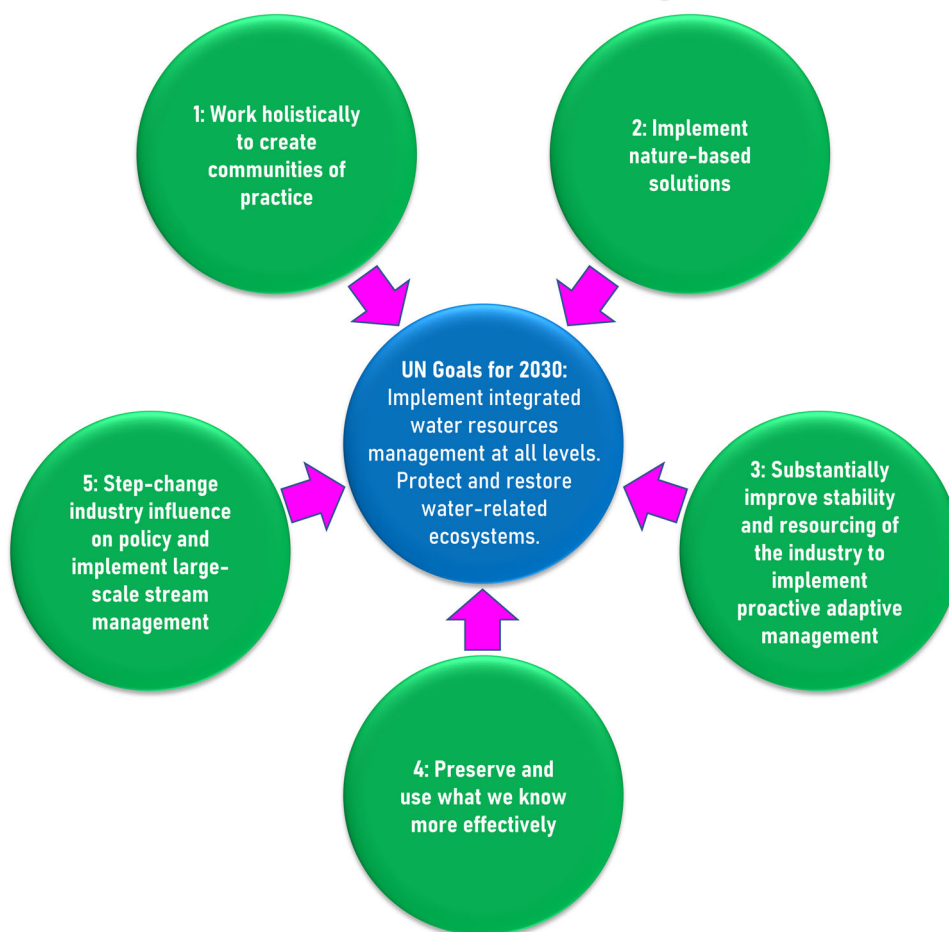 1: Work holistically
to create
communities of
practice
2: Implement
nature-based
solutions
UN Goals for 2030:
Implement integrated
water resources
management at all levels.
Protect and restore
water-related
ecosystems.
3: Substantially
improve stability
and resourcing of
the industry to
implement
proactive adaptive
management
4: Preserve and
use what we know
more effectively
5: Step-change
industry influence
on policy and
implement large-
scale stream
management